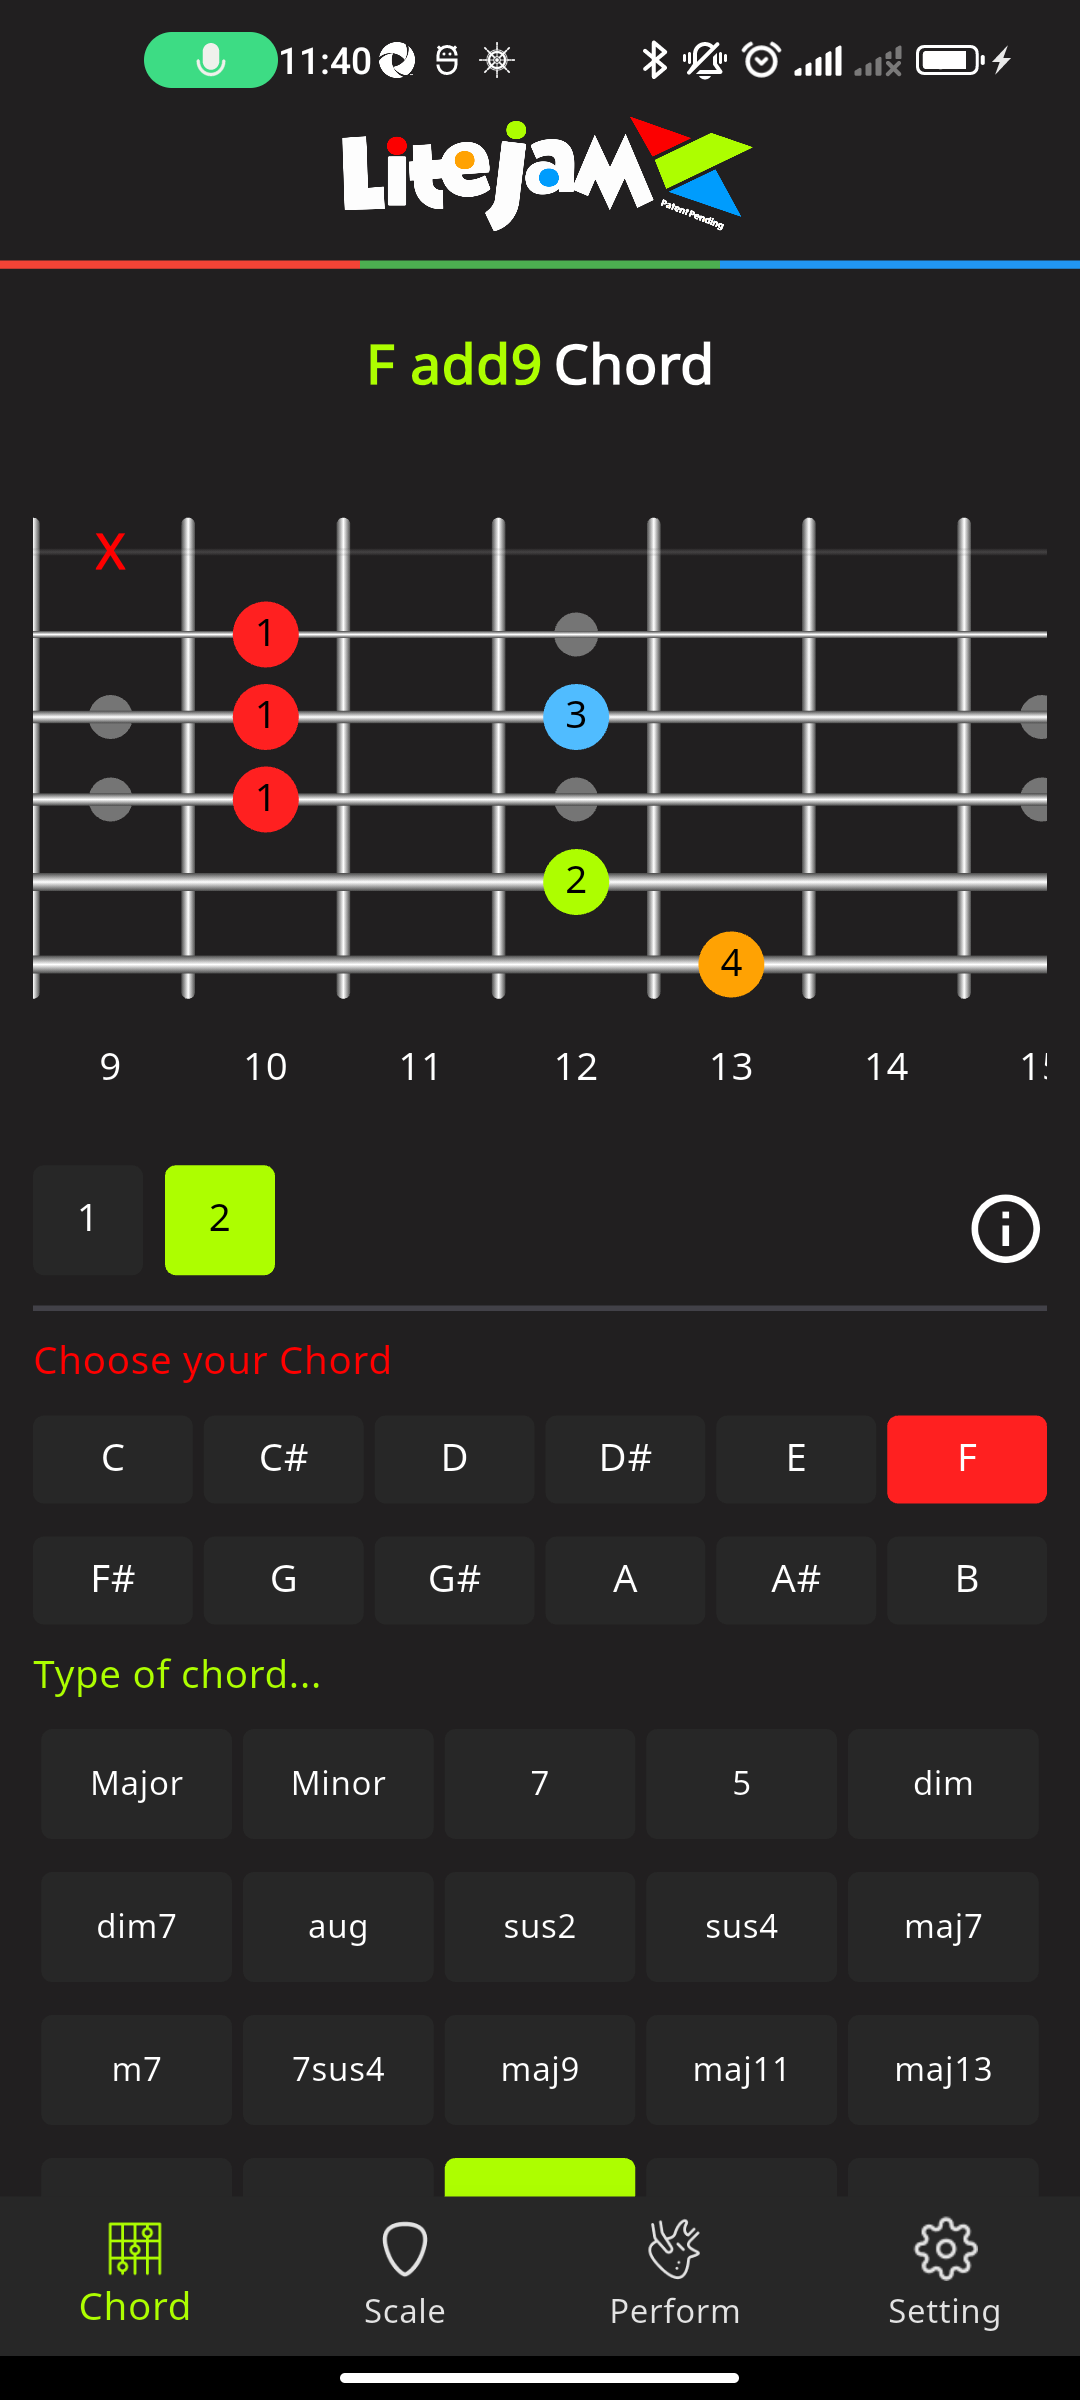 11:40
Litejam
Patent Pending
F add9 Chord
X
1
1 3
1
2
4
9 10 11 12 13 14
1 2
Choose your Chord
C C# D D# E F
F# G G# A A# B
Type of chord...
Major Minor 7 5 dim
dim7 aug sus2 sus4 maj7
m7 7sus4 maj9 maj11 maj13
Chord Scale Perform Setting